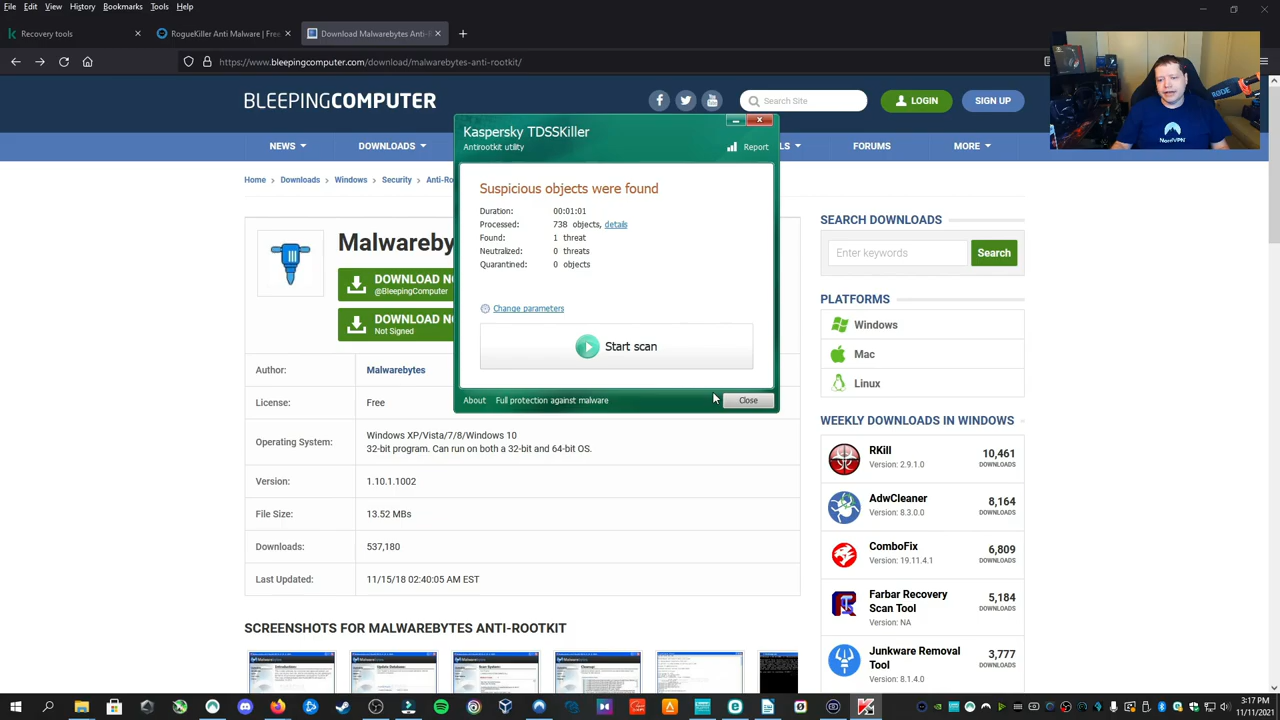 File Edit View History Bookmarks Tools Help
Recovery tools
RogueKiller Anti Malware | Free
Download Malwarebytes Anti-R
https://www.bleepingcomputer.com/download/malwarebytes-anti-rootkit/
BLEEPINGCOMPUTER
Search Site
LOGIN
SIGN UP
NEWS
DOWNLOADS
LS
FORUMS
MORE
Home > Downloads > Windows > Security > Anti-Ro
Kaspersky TDSSKiller
Antirootkit utility
Report
Suspicious objects were found
Duration: 00:01:01
Processed: 738 objects, details
Found: 1 threat
Neutralized: 0 threats
Quarantined: 0 objects
Change parameters
Start scan
About Full protection against malware
Close
Malwareby
DOWNLOAD NO
@BleepingComputer
DOWNLOAD NO
Not Signed
Author: Malwarebytes
License: Free
Operating System: Windows XP/Vista/7/8/Windows 10
32-bit program. Can run on both a 32-bit and 64-bit OS.
Version: 1.10.1.1002
File Size: 13.52 MBs
Downloads: 537,180
Last Updated: 11/15/18 02:40:05 AM EST
SCREENSHOTS FOR MALWAREBYTES ANTI-ROOTKIT
SEARCH DOWNLOADS
Enter keywords
Search
PLATFORMS
Windows
Mac
Linux
WEEKLY DOWNLOADS IN WINDOWS
RKill
Version: 2.9.1.0
10,461
DOWNLOADS
AdwCleaner
Version: 8.3.0.0
8,164
DOWNLOADS
ComboFix
Version: 19.11.4.1
6,809
DOWNLOADS
Farbar Recovery
Scan Tool
Version: NA
5,184
DOWNLOADS
Junkware Removal
Tool
Version: 8.1.4.0
3,777
DOWNLOADS
RØDE
NordVPN
3:17 PM
11/11/2021